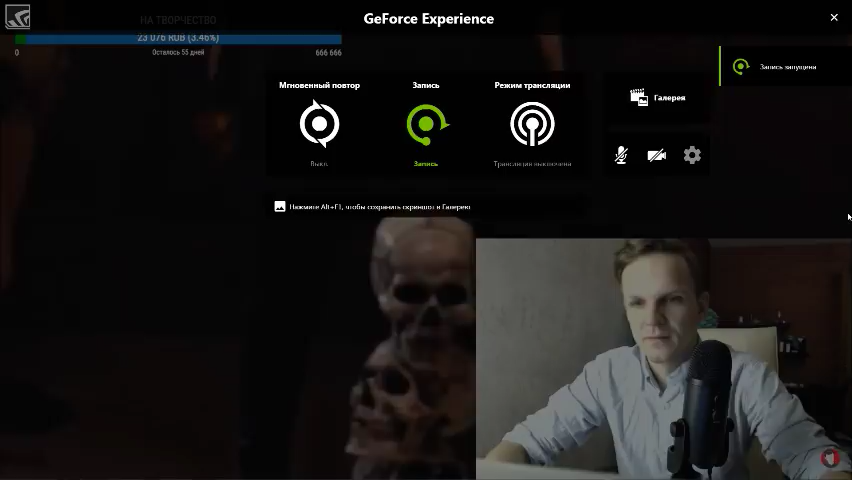 НА ТВОРЧЕСТВО
GeForce Experience
23 076 RUB (3.46%)
0
Осталось 55 дней
666 666
Запись запущена
Мгновенный повтор
Запись
Режим трансляции
Галерея
Выкл.
Запись
Трансляция выключена
Нажмите Alt+F1, чтобы сохранить скриншот в Галерею